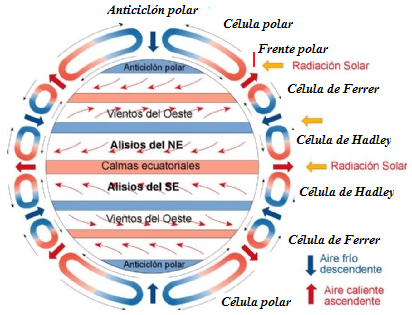 Anticiclón polar
Célula polar
Frente polar
Anticiclón polar
Radiación Solar
Célula de Ferrer
Vientos del Oeste
Célula de Hadley
Alisios del NE
Calmas ecuatoriales
Radiación Solar
Alisios del SE
Célula de Hadley
Vientos del Oeste
Célula de Ferrer
Anticiclón polar
Aire frío
descendente
Aire caliente
ascendente
Célula polar